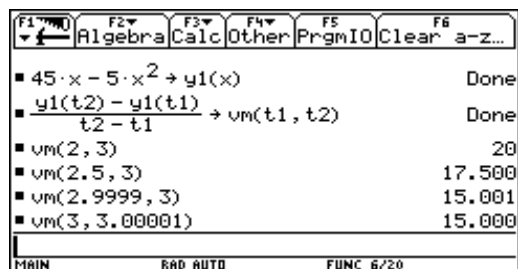 F1 F2 F3 F4 F5 F6
Algebra Calc Other PrgmIO Clear a-z…
▪ 45·x − 5·x² → y1(x) Done
▪ y1(t2) − y1(t1) / t2 − t1 → vm(t1,t2) Done
▪ vm(2,3) 20
▪ vm(2.5,3) 17.500
▪ vm(2.9999,3) 15.001
▪ vm(3,3.00001) 15.000
MAIN RAD AUTO FUNC 6/20